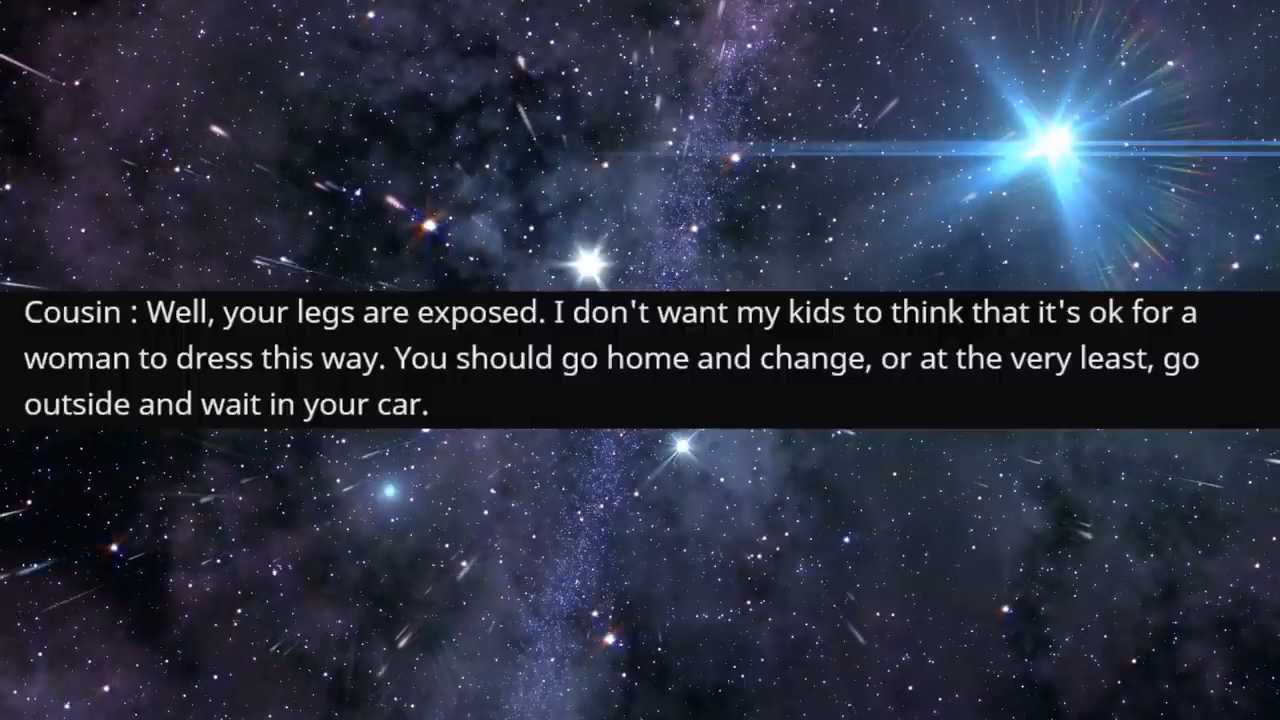 Cousin : Well, your legs are exposed. I don't want my kids to think that it's ok for a
woman to dress this way. You should go home and change, or at the very least, go
outside and wait in your car.